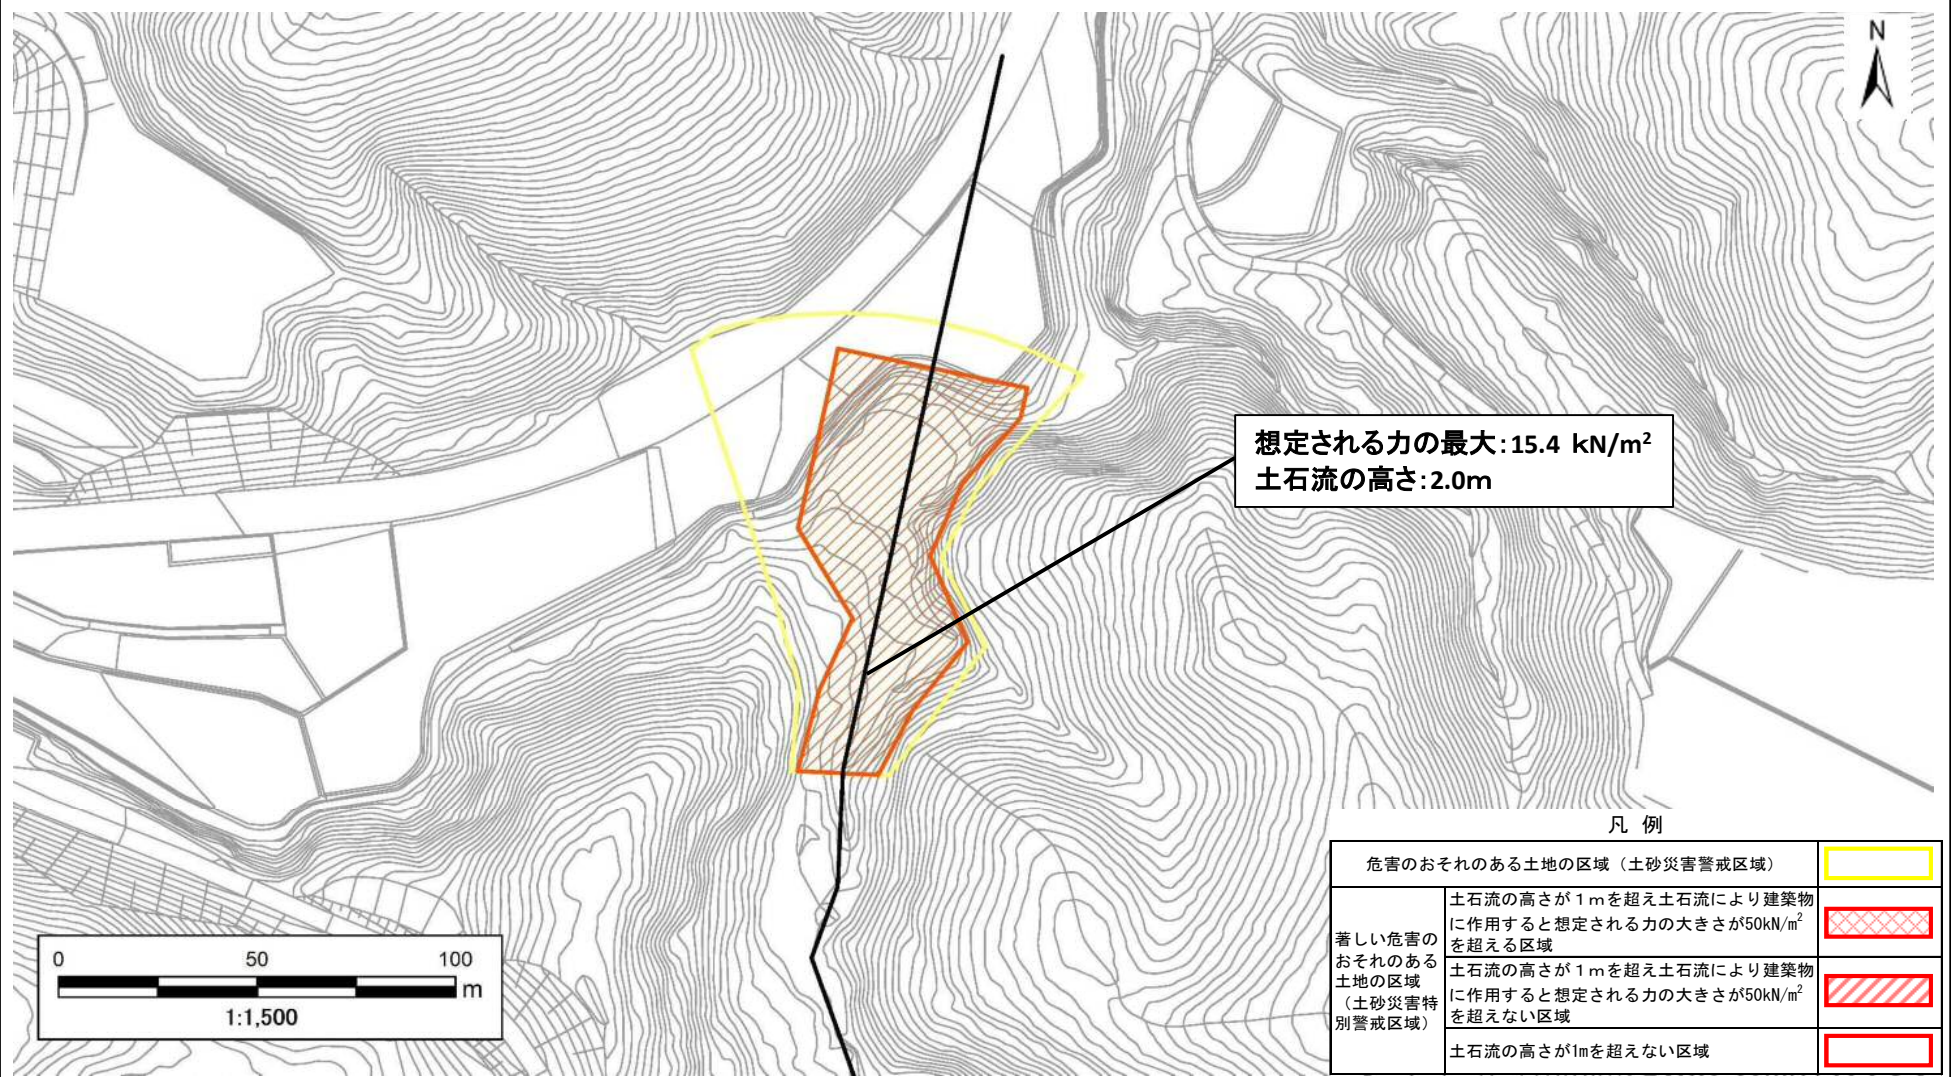 N
想定される力の最大:15.4 kN/m²
土石流の高さ:2.0m
凡 例
危害のおそれのある土地の区域（土砂災害警戒区域）
著しい危害の
おそれのある
土地の区域
（土砂災害特
別警戒区域）
土石流の高さが１ｍを超え土石流により建築物
に作用すると想定される力の大きさが50kN/m²
を超える区域
土石流の高さが１ｍを超え土石流により建築物
に作用すると想定される力の大きさが50kN/m²
を超えない区域
土石流の高さが1mを超えない区域
0 50 100
m
1:1,500